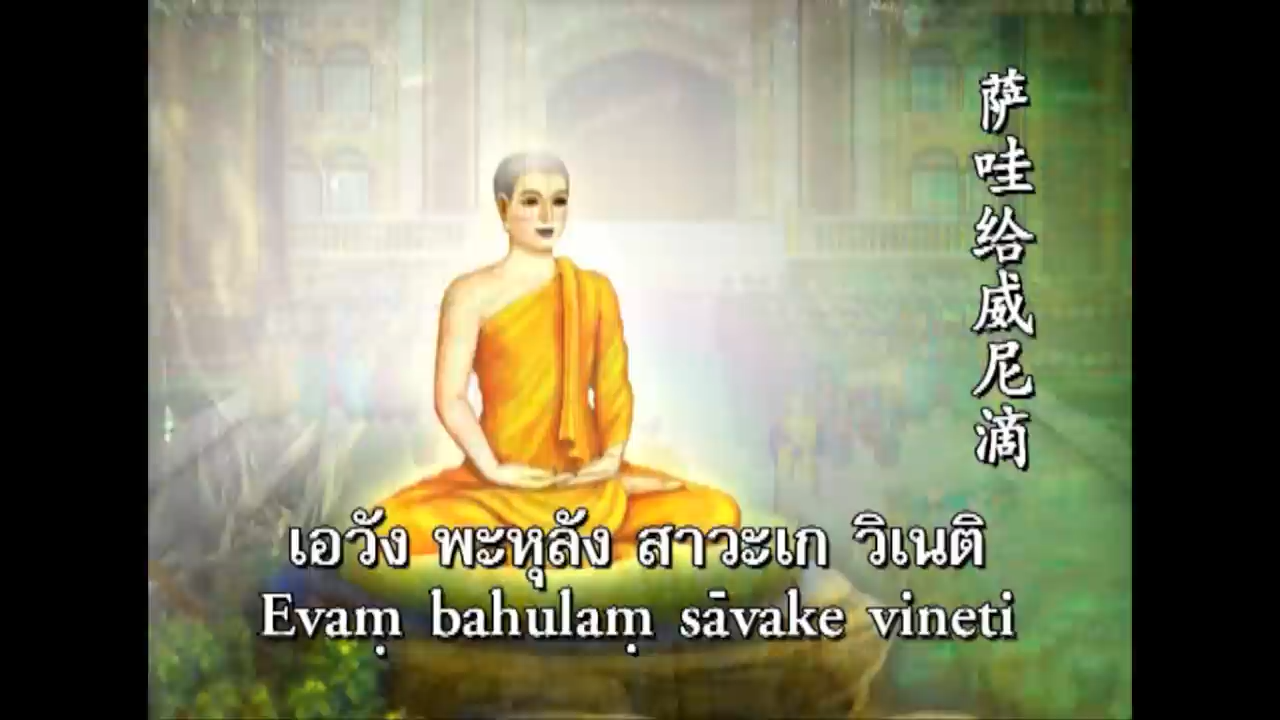 萨哇给威尼滴
เอวัง พะหุลัง สาวะเก วิเนติ
Evaṃ bahulaṃ sāvake vineti